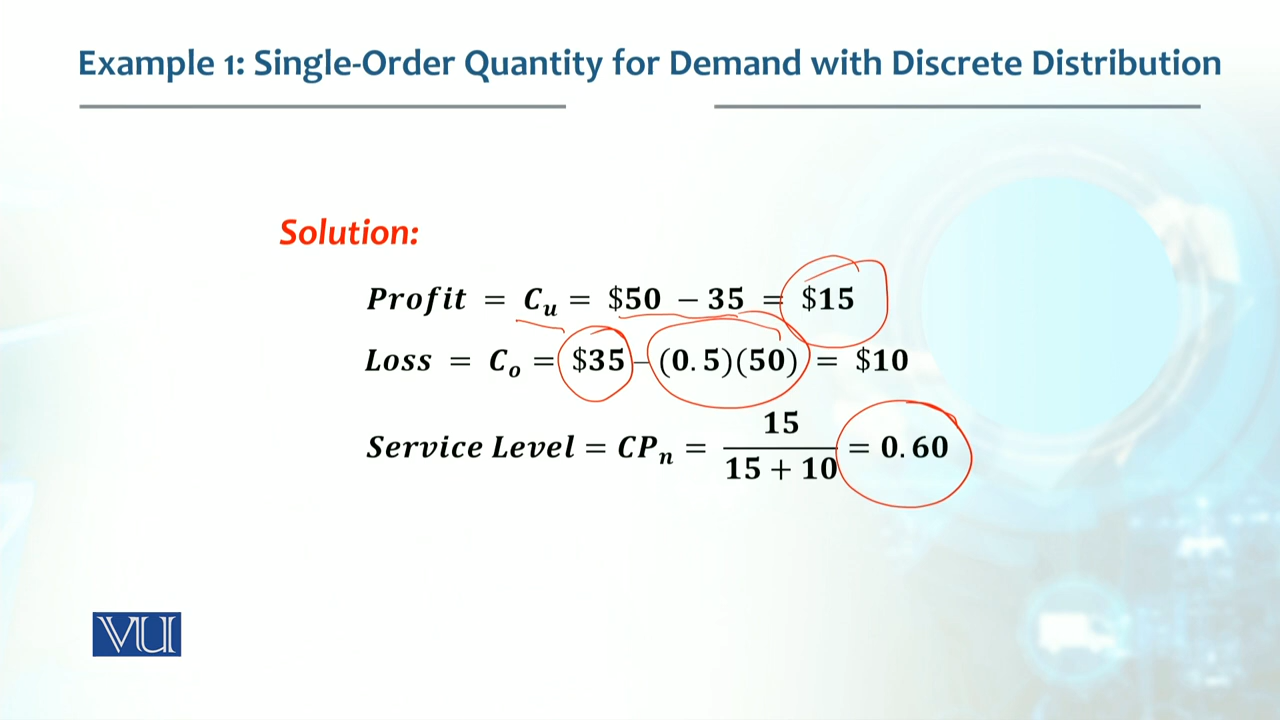 Example 1: Single-Order Quantity for Demand with Discrete Distribution
Solution:
Profit = Cᵤ = $50 − 35 = $15
Loss = Cₒ = $35 – (0.5)(50) = $10
Service Level = CPₙ = 15 / (15 + 10) = 0.60
VU